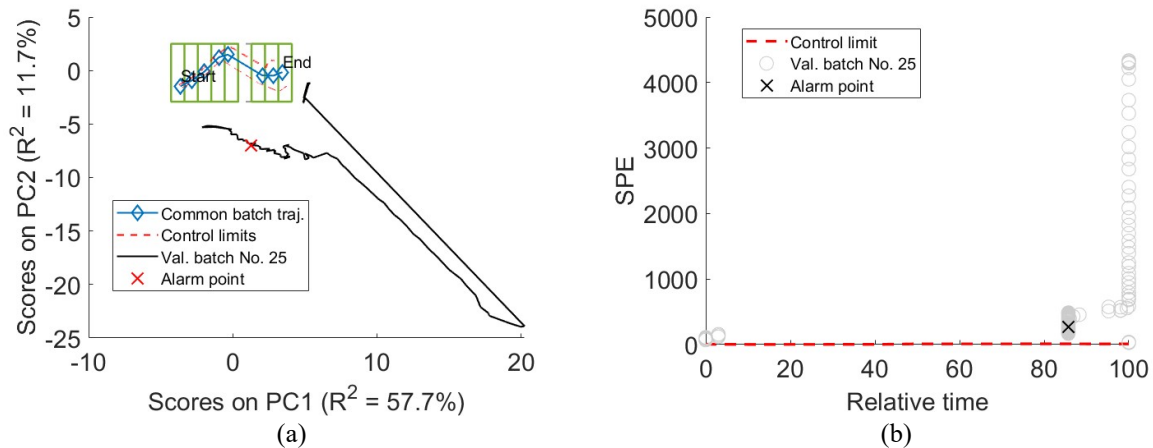 5
0
-5
-10
-15
-20
-25
Scores on PC2 (R² = 11.7%)
Start
End
Common batch traj.
Control limits
Val. batch No. 25
Alarm point
-10
0
10
20
Scores on PC1 (R² = 57.7%)
(a)
5000
4000
3000
2000
1000
0
SPE
Control limit
Val. batch No. 25
Alarm point
0
20
40
60
80
100
Relative time
(b)